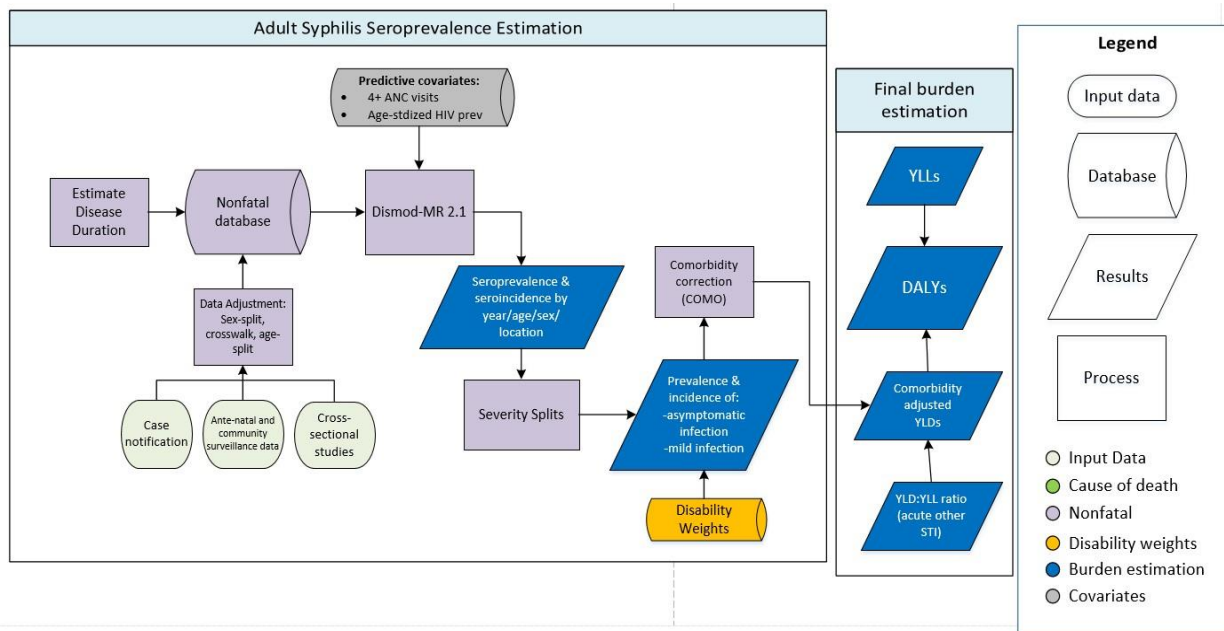 Adult Syphilis Seroprevalence Estimation
Predictive covariates:
• 4+ ANC visits
• Age-stdized HIV prev
Estimate
Disease
Duration
Nonfatal
database
Dismod-MR 2.1
Data Adjustment:
Sex-split,
crosswalk, age-
split
Case
notification
Ante-natal and
community
surveillance data
Cross-
sectional
studies
Seroprevalence &
seroincidence by
year/age/sex/
location
Severity Splits
Comorbidity
correction
(COMO)
Prevalence &
incidence of:
-asymptomatic
infection
-mild infection
Disability
Weights
Final burden
estimation
YLLs
DALYs
Comorbidity
adjusted
YLDs
YLD:YLL ratio
(acute other
STI)
Legend
Input data
Database
Results
Process
Input Data
Cause of death
Nonfatal
Disability weights
Burden estimation
Covariates